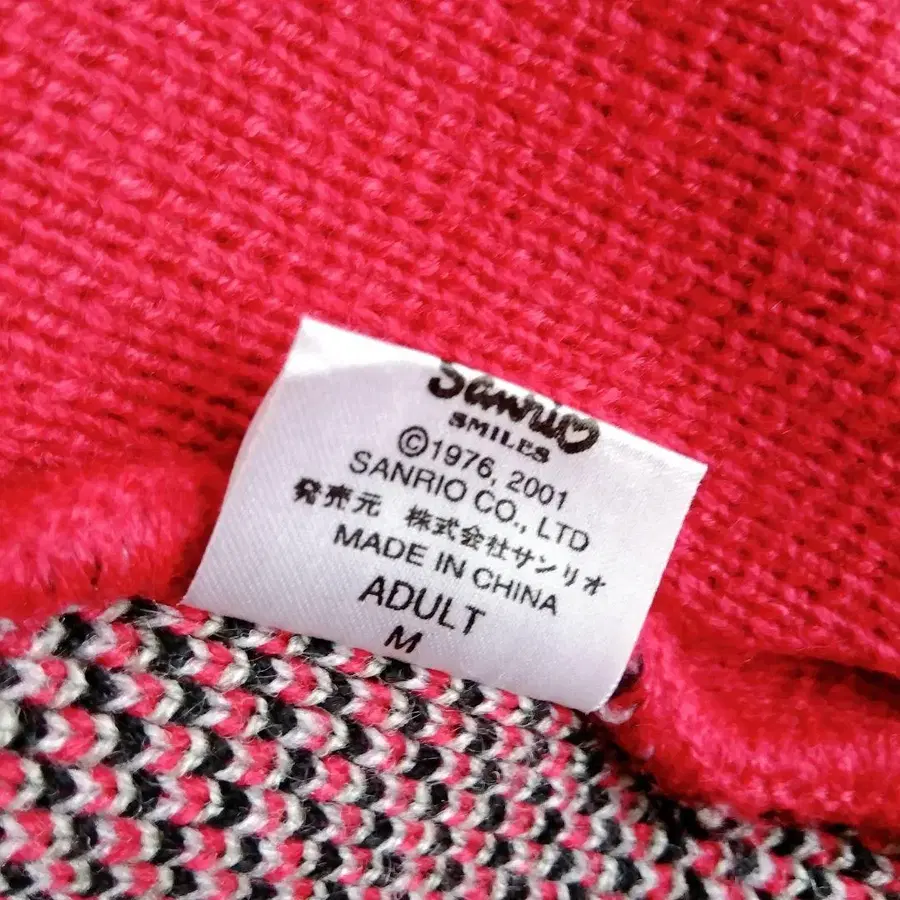 Sanrio
SMILES
©1976, 2001
SANRIO CO., LTD
発売元 株式会社サンリオ
MADE IN CHINA
ADULT
M